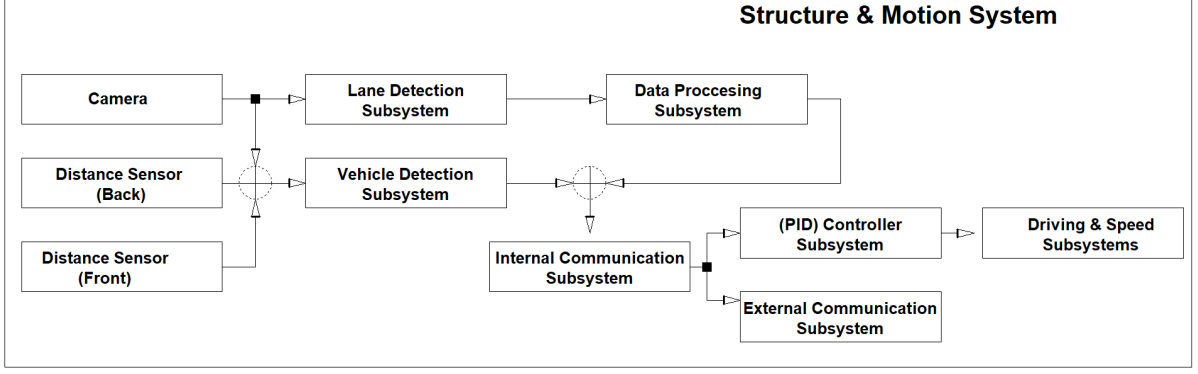 Structure & Motion System
Camera
Lane Detection
Subsystem
Data Proccesing
Subsystem
Distance Sensor
(Back)
Vehicle Detection
Subsystem
Distance Sensor
(Front)
Internal Communication
Subsystem
(PID) Controller
Subsystem
Driving & Speed
Subsystems
External Communication
Subsystem